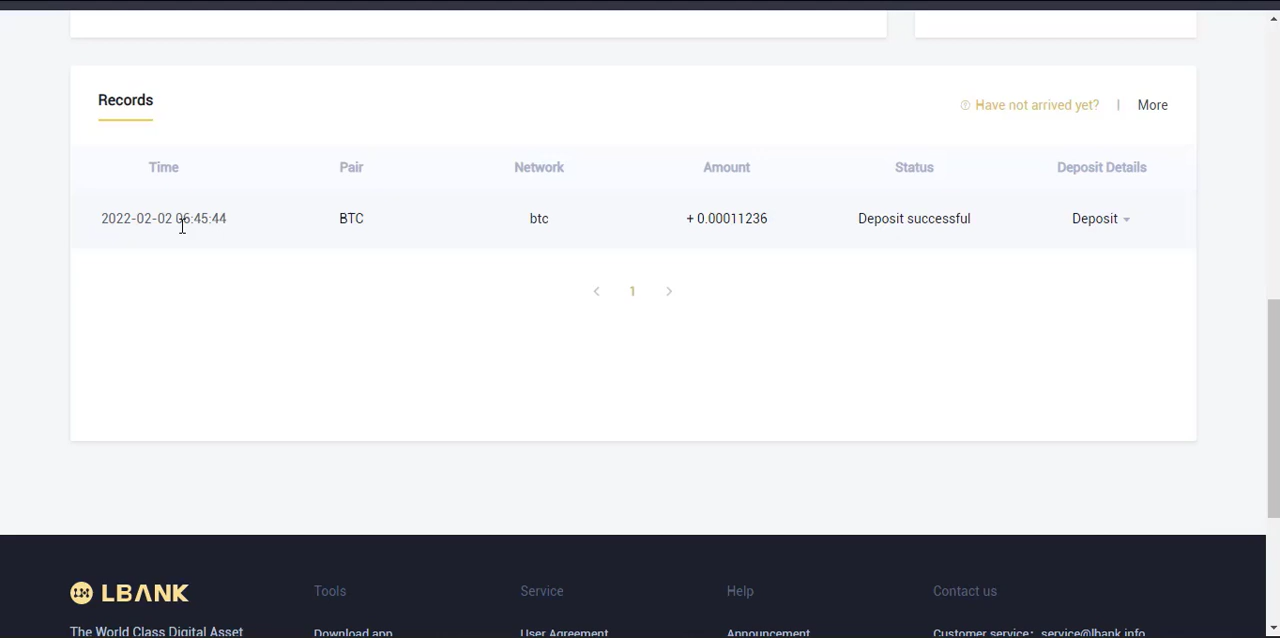 Records
Have not arrived yet? | More
Time Pair Network Amount Status Deposit Details
2022-02-02 06:45:44 BTC btc + 0.00011236 Deposit successful Deposit
1
LBANK Tools Service Help Contact us
The World Class Digital Asset Download app User Agreement Announcement Customer service: service@lbank.info